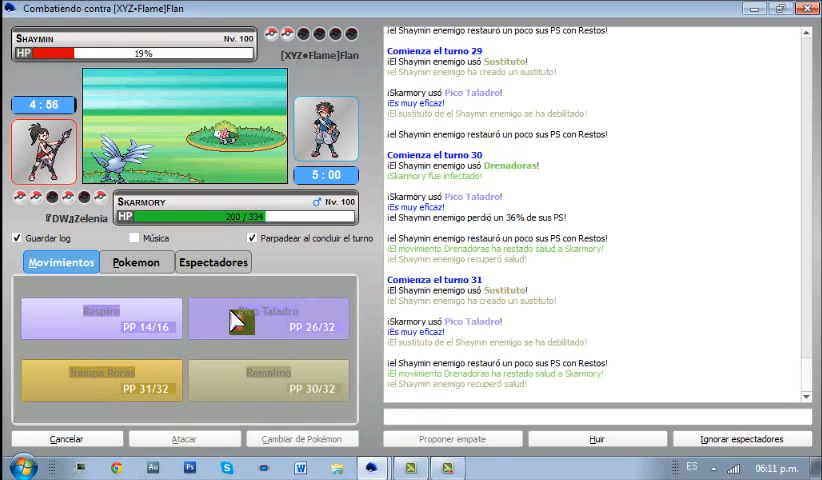 Combatiendo contra [XYZ•Flame]Flan
SHAYMIN Nv. 100
HP 19%
[XYZ•Flame]Flan
4 : 56
5 : 00
SKARMORY Nv. 100
HP 200 / 334
Zelenia
Guardar log
Música
Parpadear al concluir el turno
Movimientos
Pokemon
Espectadores
Respiro
PP 14/16
Pico Taladro
PP 26/32
Trampa Rocas
PP 31/32
Remolino
PP 30/32
Cancelar
Atacar
Cambiar de Pokémon
¡el Shaymin enemigo restauró un poco sus PS con Restos!
Comienza el turno 29
¡El Shaymin enemigo usó Sustituto!
¡el Shaymin enemigo ha creado un sustituto!
¡Skarmory usó Pico Taladro!
¡Es muy eficaz!
¡El sustituto de el Shaymin enemigo se ha debilitado!
¡el Shaymin enemigo restauró un poco sus PS con Restos!
Comienza el turno 30
¡El Shaymin enemigo usó Drenadoras!
¡Skarmory fue infectado!
¡Skarmory usó Pico Taladro!
¡Es muy eficaz!
¡el Shaymin enemigo perdió un 36% de sus PS!
¡el Shaymin enemigo restauró un poco sus PS con Restos!
¡El movimiento Drenadoras ha restado salud a Skarmory!
¡el Shaymin enemigo recuperó salud!
Comienza el turno 31
¡El Shaymin enemigo usó Sustituto!
¡el Shaymin enemigo ha creado un sustituto!
¡Skarmory usó Pico Taladro!
¡Es muy eficaz!
¡El sustituto de el Shaymin enemigo se ha debilitado!
¡el Shaymin enemigo restauró un poco sus PS con Restos!
¡El movimiento Drenadoras ha restado salud a Skarmory!
¡el Shaymin enemigo recuperó salud!
Proponer empate
Huir
Ignorar espectadores
Au
Ps
ES
06:11 p.m.